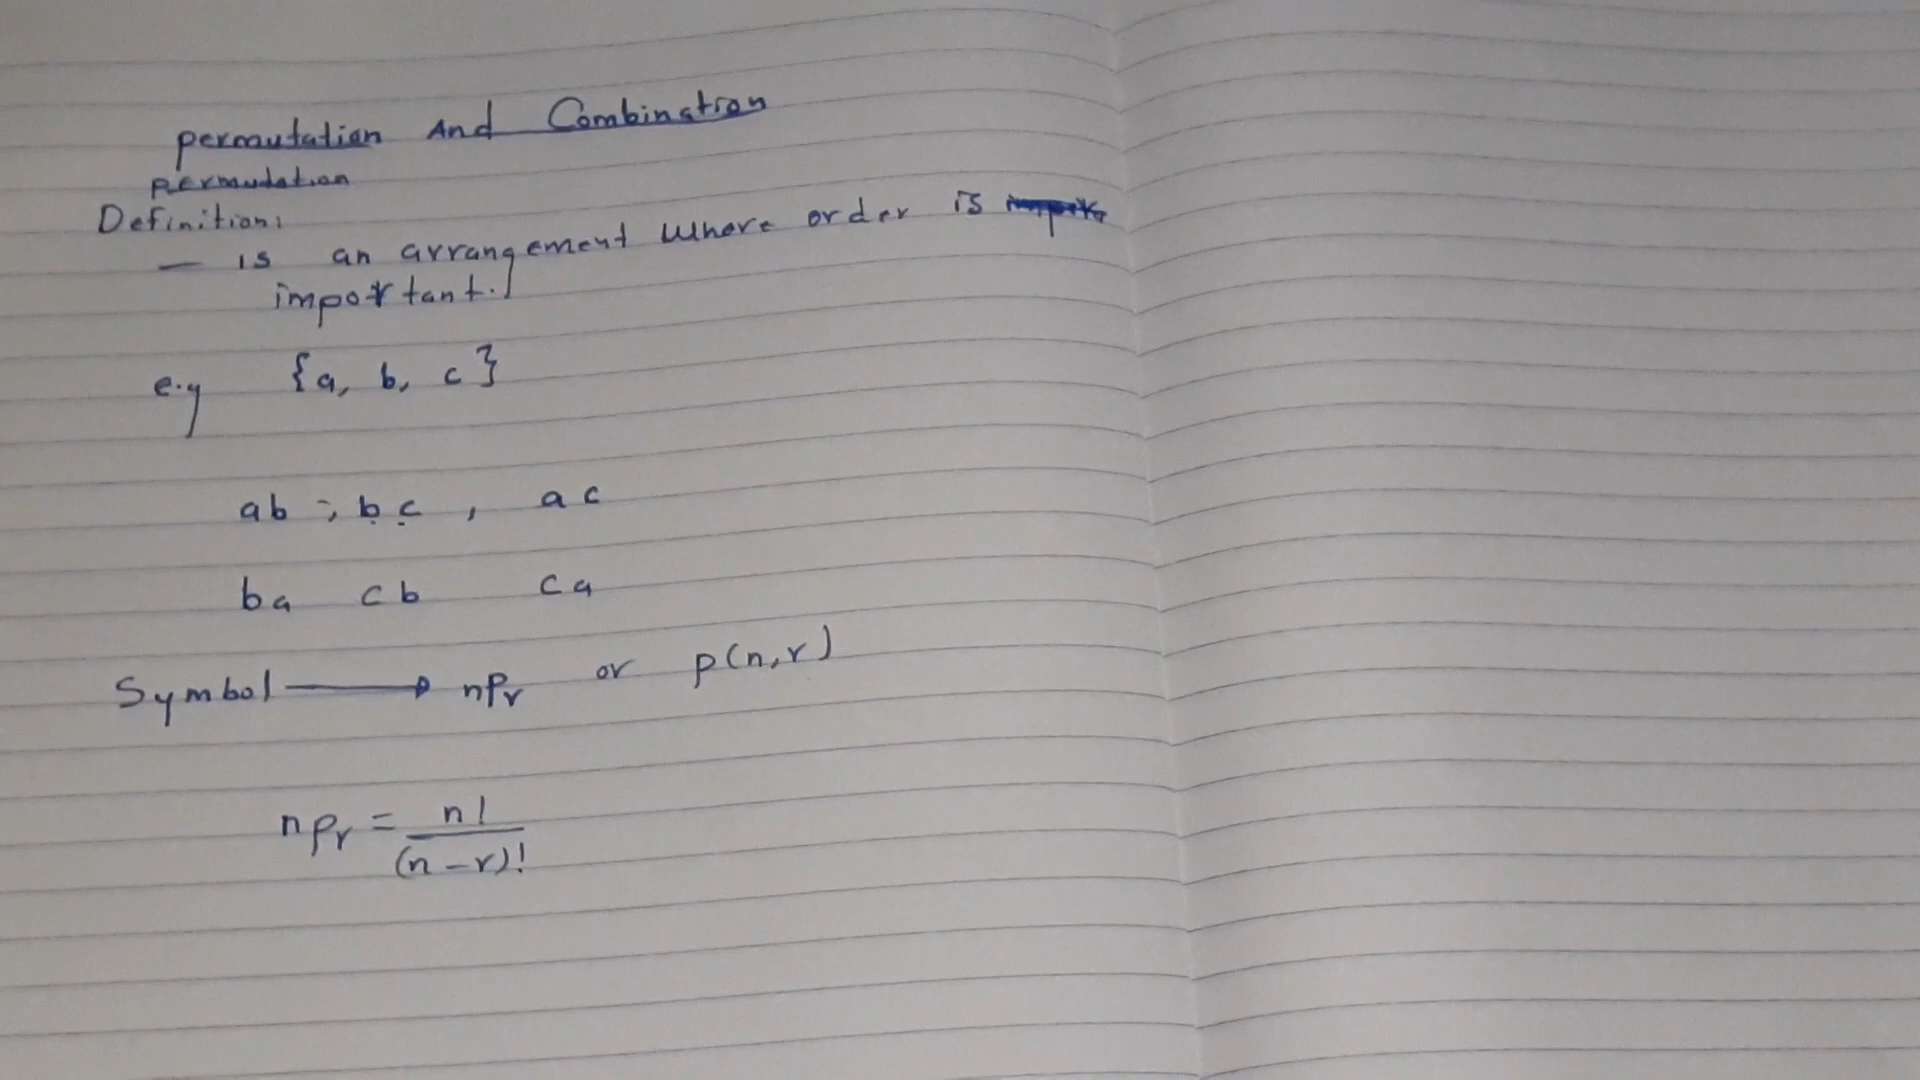 permutation And Combination
permutation
Definition:
— is an arrangement where order is
important.
e.g {a, b, c}
ab , bc , ac
ba cb ca
Symbol → nPr or p(n,r)
nPr = n!
(n-r)!